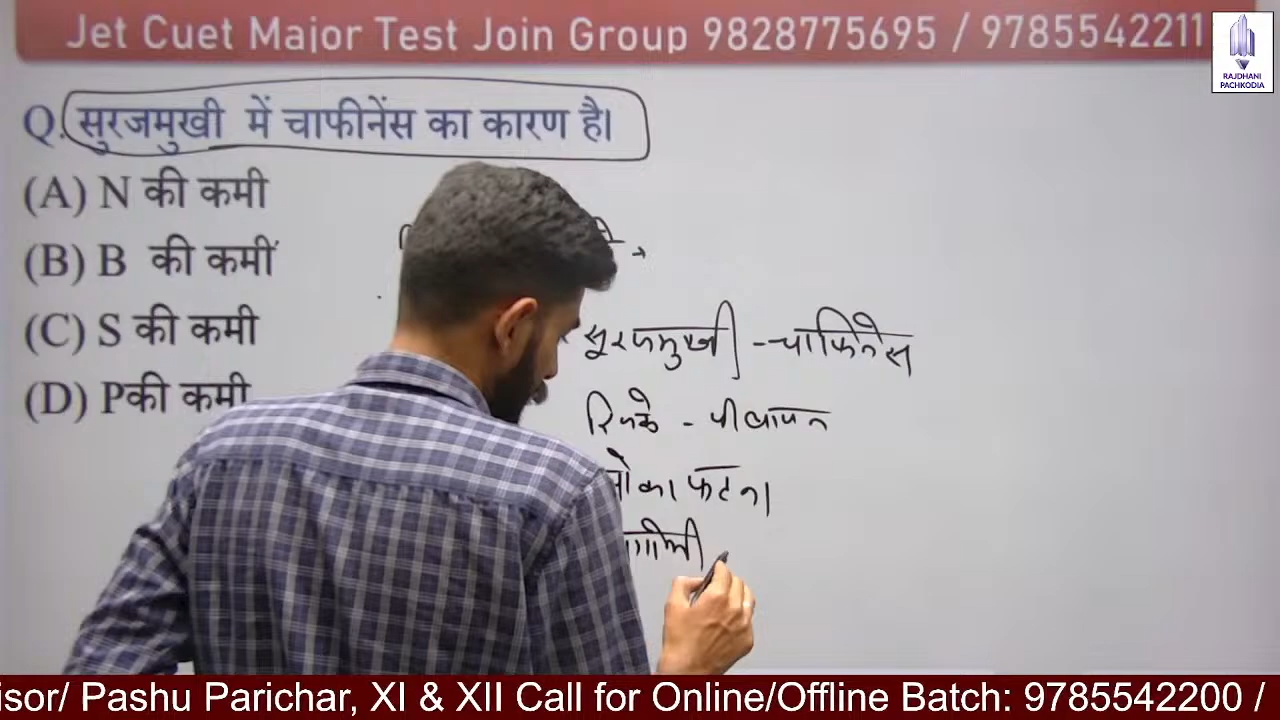 Jet Cuet Major Test Join Group 9828775695 / 9785542211
RAJDHANI
PACHKODIA
Q. सुरजमुखी में चाफीनेंस का कारण है।
(A) N की कमी
(B) B की कमीं
(C) S की कमी
(D) Pकी कमी
सूरजमुखी - चाफिनेस
- पीलापन
का फटना
isor/ Pashu Parichar, XI & XII Call for Online/Offline Batch: 9785542200 /